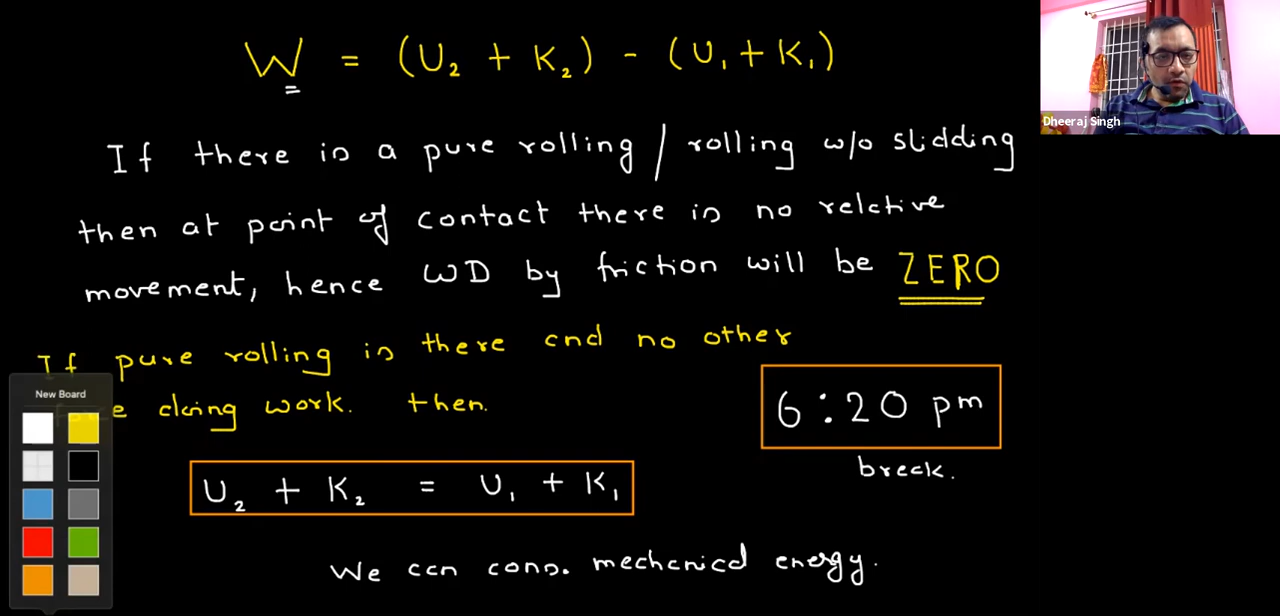 W = (U₂ + K₂) - (U₁ + K₁)
Dheeraj Singh
If there is a pure rolling / rolling w/o slidding
then at point of contact there is no relative
movement, hence WD by friction will be ZERO
If pure rolling is there and no other
doing work. then.
New Board
6:20 pm
break.
U₂ + K₂ = U₁ + K₁
We can cons. mechanical energy.